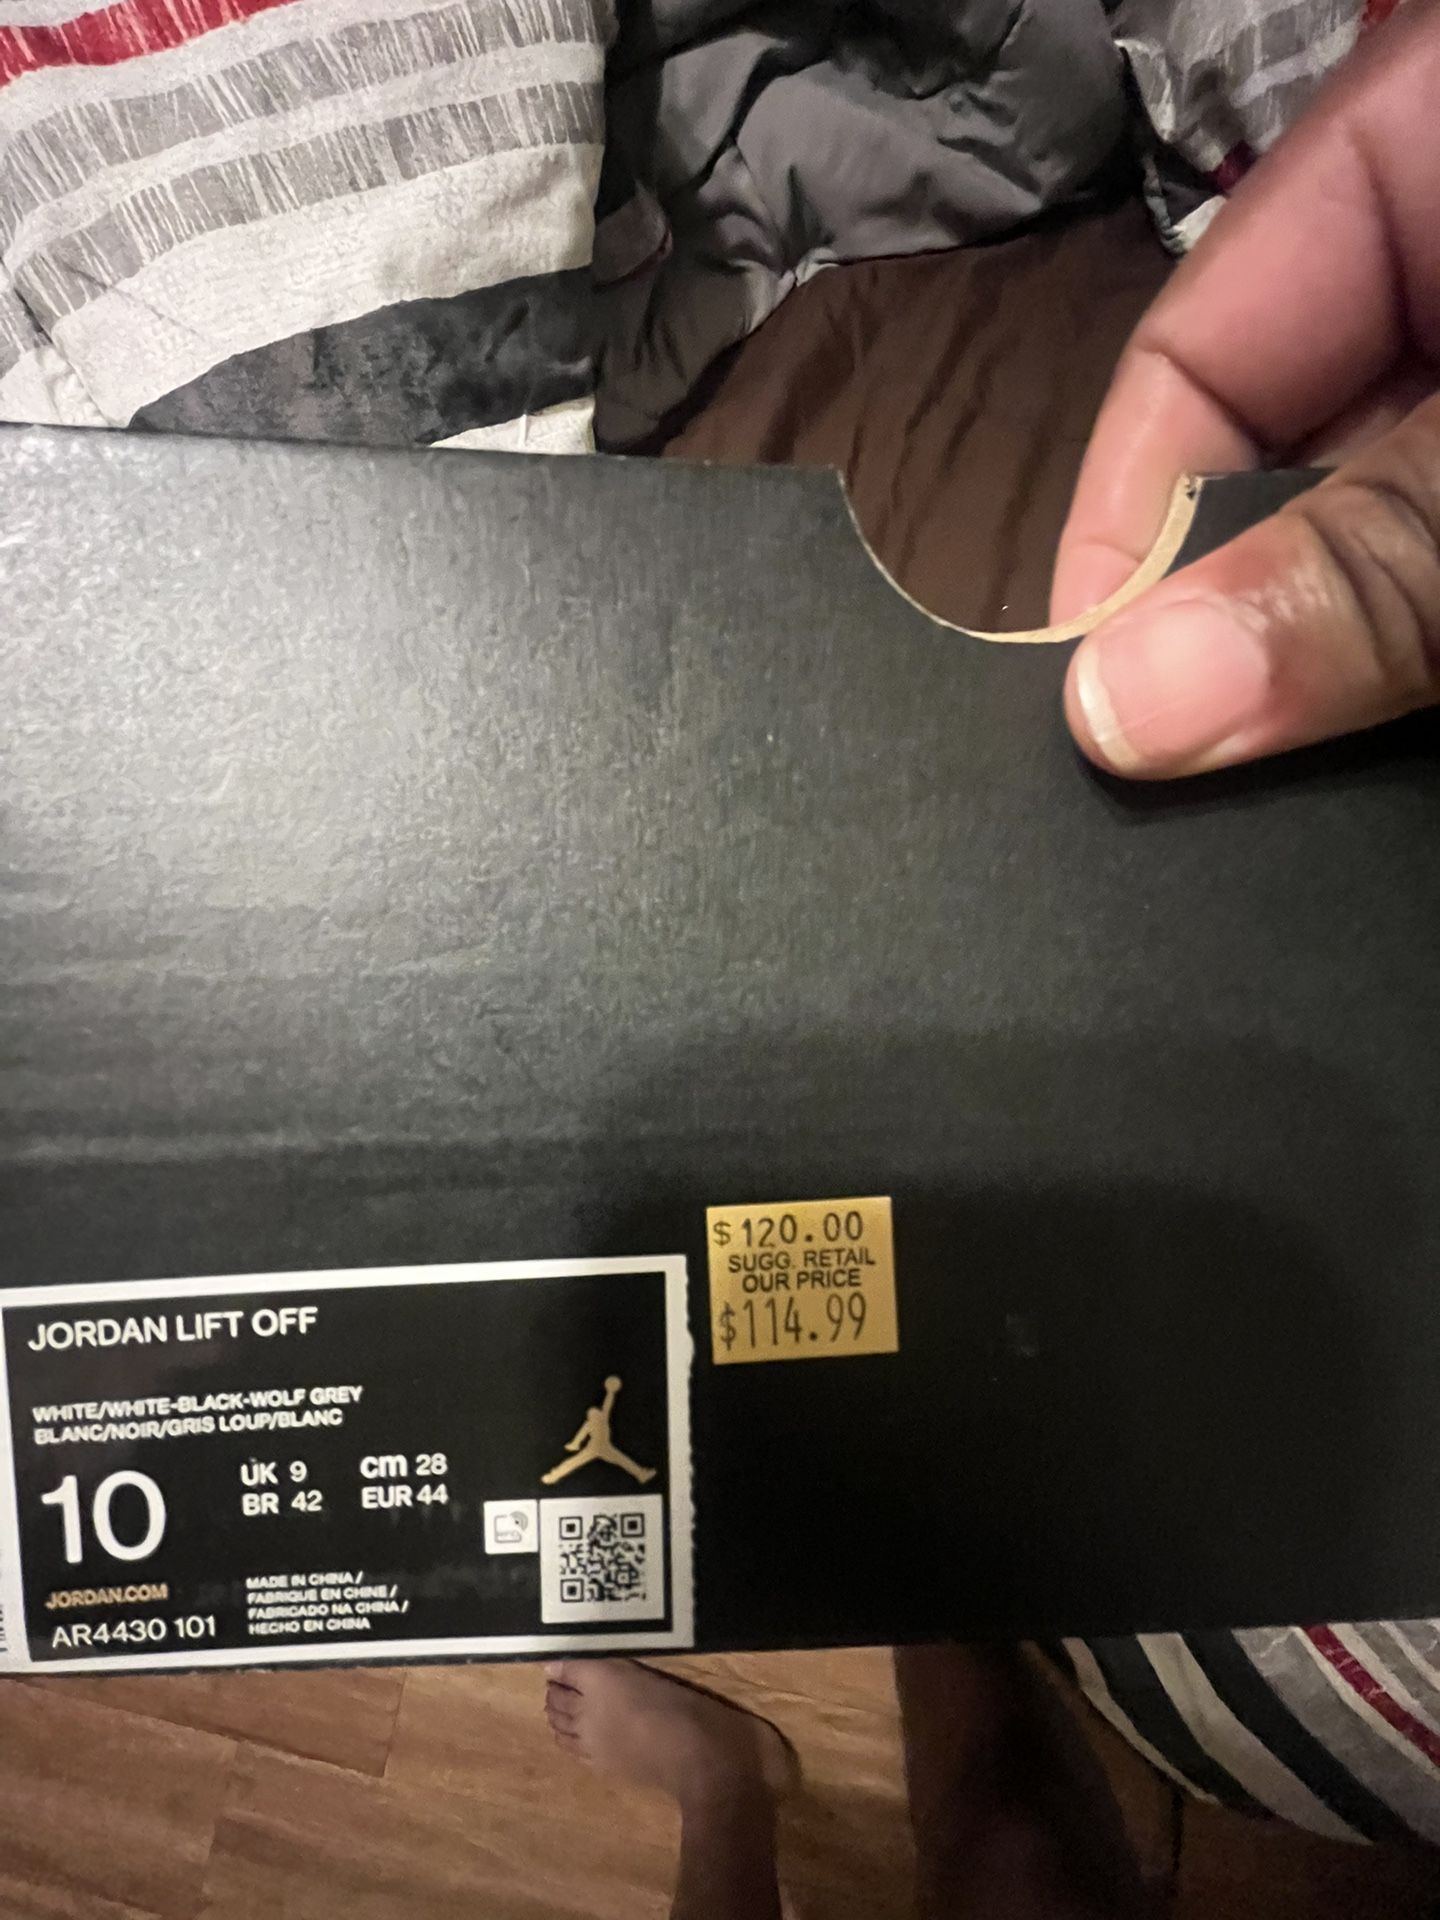 $120.00
SUGG. RETAIL
OUR PRICE
$114.99
JORDAN LIFT OFF
WHITE/WHITE-BLACK-WOLF GREY
BLANC/NOIR/GRIS LOUP/BLANC
10
UK 9
cm 28
BR 42
EUR 44
JORDAN.COM
AR4430 101
MADE IN CHINA /
FABRIQUE EN CHINE /
FABRICADO NA CHINA /
HECHO EN CHINA